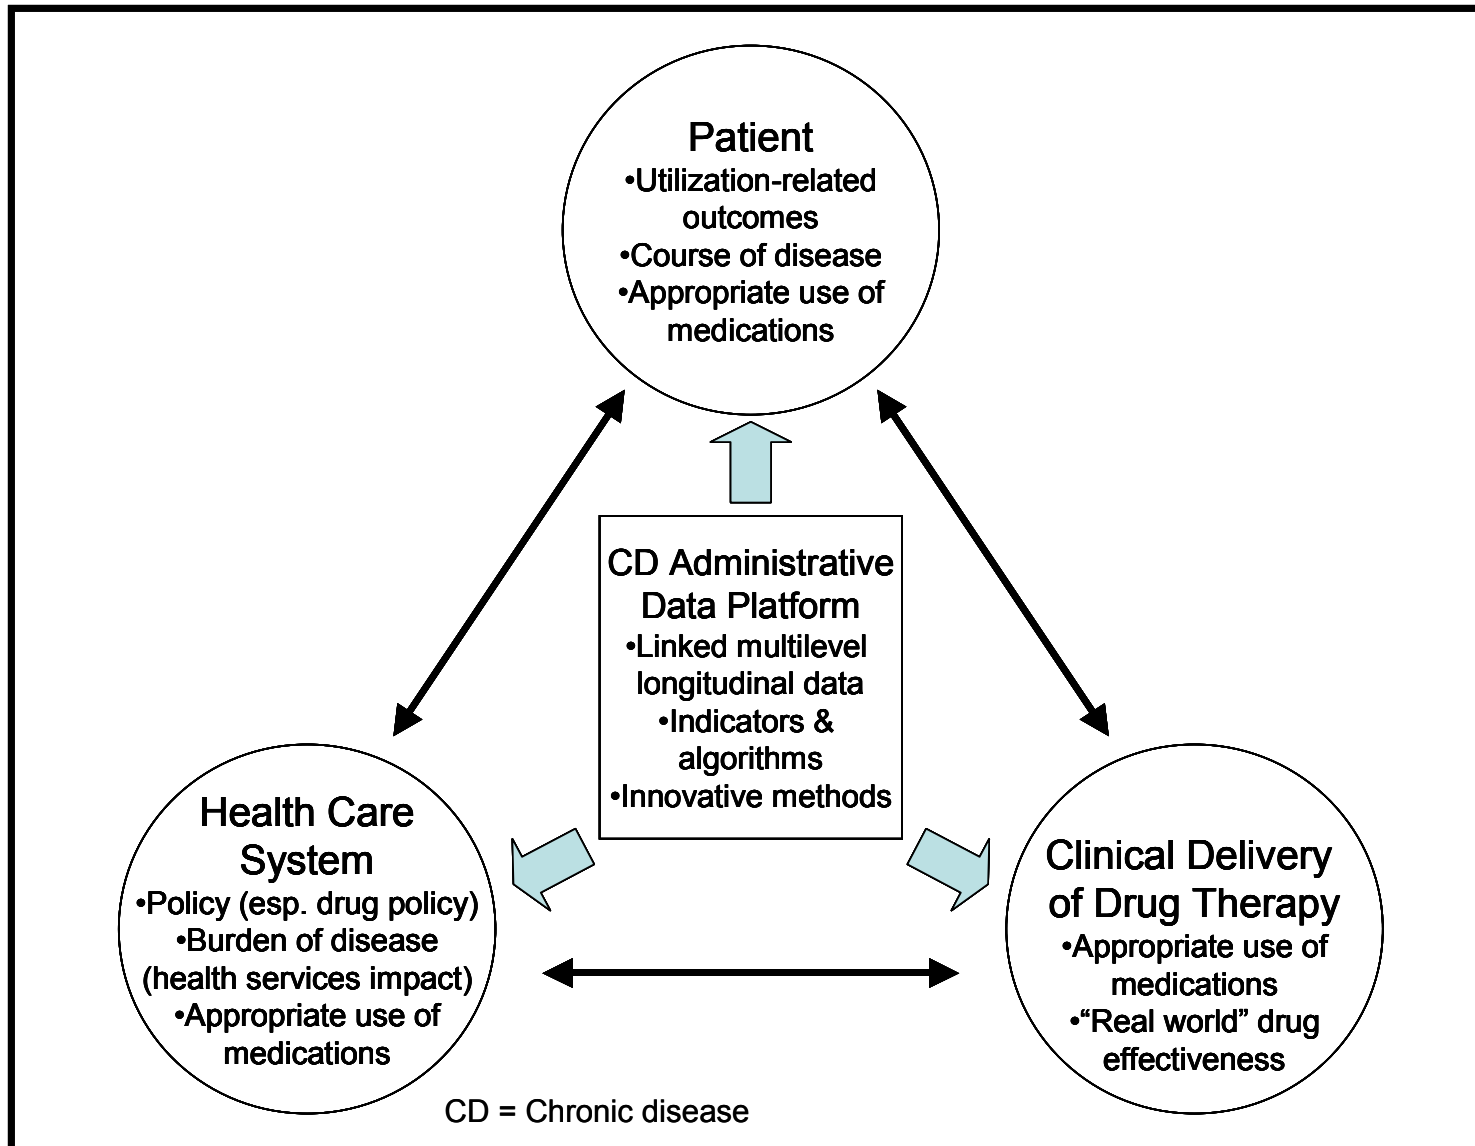 Patient
•Utilization-related
outcomes
•Course of disease
•Appropriate use of
medications
CD Administrative
Data Platform
•Linked multilevel
longitudinal data
•Indicators &
algorithms
•Innovative methods
Health Care
System
•Policy (esp. drug policy)
•Burden of disease
(health services impact)
•Appropriate use of
medications
Clinical Delivery
of Drug Therapy
•Appropriate use of
medications
•“Real world” drug
effectiveness
CD = Chronic disease